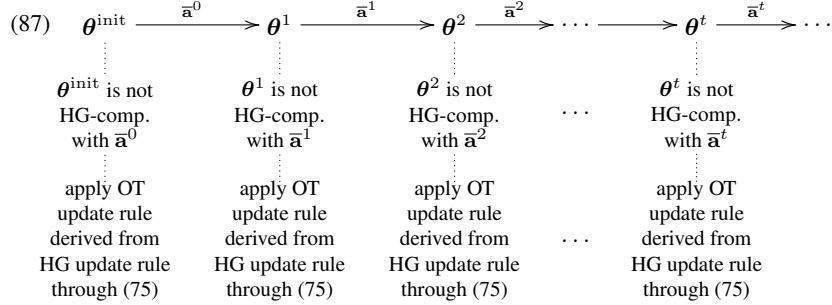 (87) θ^init —a̅^0→ θ^1 —a̅^1→ θ^2 —a̅^2→ · · · → θ^t —a̅^t→ · · ·
θ^init is not θ^1 is not θ^2 is not θ^t is not
HG-comp. HG-comp. HG-comp. · · · HG-comp.
with a̅^0 with a̅^1 with a̅^2 with a̅^t
apply OT apply OT apply OT apply OT
update rule update rule update rule update rule
derived from derived from derived from · · · derived from
HG update rule HG update rule HG update rule HG update rule
through (75) through (75) through (75) through (75)